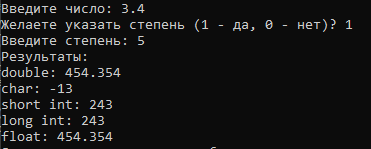 Введите число: 3.4
Желаете указать степень (1 - да, 0 - нет)? 1
Введите степень: 5
Результаты:
double: 454.354
char: -13
short int: 243
long int: 243
float: 454.354